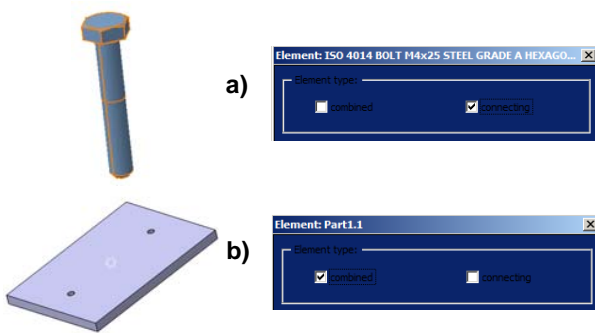 a)
Element: ISO 4014 BOLT M4x25 STEEL GRADE A HEXAGO...
Element type:
combined
connecting
b)
Element: Part1.1
Element type:
combined
connecting